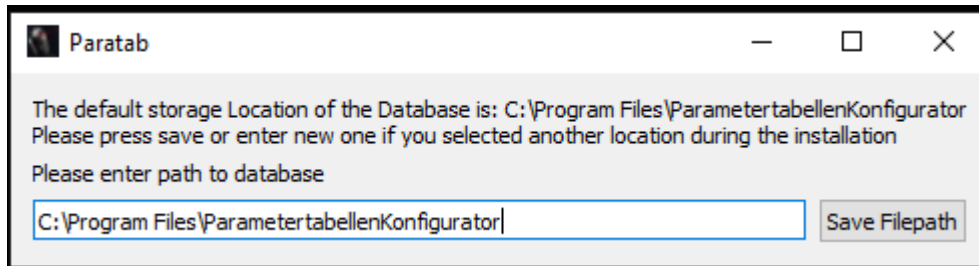 Paratab
The default storage Location of the Database is: C:\Program Files\ParametertabellenKonfigurator
Please press save or enter new one if you selected another location during the installation
Please enter path to database
C:\Program Files\ParametertabellenKonfigurator
Save Filepath